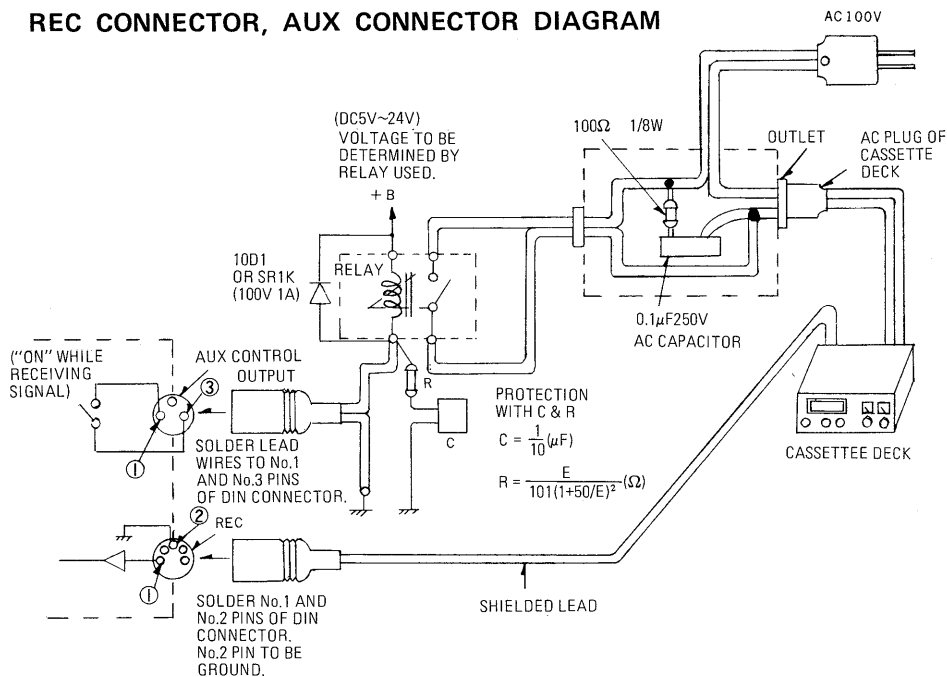 REC CONNECTOR, AUX CONNECTOR DIAGRAM
AC100V
(DC5V~24V)
VOLTAGE TO BE
DETERMINED BY
RELAY USED.
+B
100Ω 1/8W
OUTLET
AC PLUG OF
CASSETTE
DECK
10D1
OR SR1K
(100V 1A)
RELAY
0.1μF250V
AC CAPACITOR
("ON" WHILE
RECEIVING
SIGNAL)
AUX CONTROL
OUTPUT
③
①
R
C
PROTECTION
WITH C & R
C = 1/10 (μF)
R = E/101(1+50/E)² (Ω)
CASSETTEE DECK
SOLDER LEAD
WIRES TO No.1
AND No.3 PINS
OF DIN CONNECTOR.
②
REC
①
SHIELDED LEAD
SOLDER No.1 AND
No.2 PINS OF DIN
CONNECTOR.
No.2 PIN TO BE
GROUND.